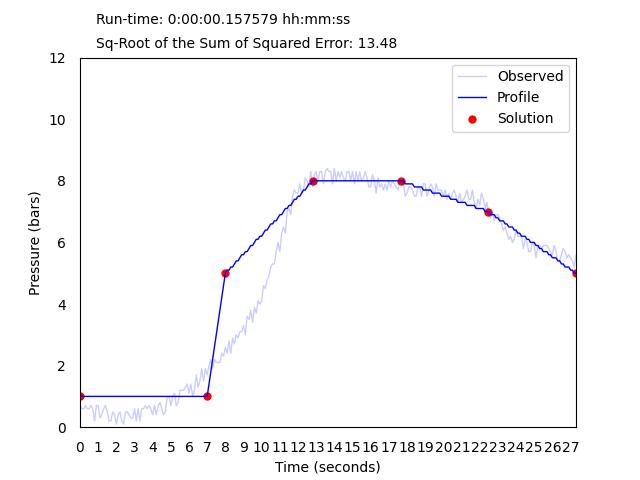 Run-time: 0:00:00.157579 hh:mm:ss
Sq-Root of the Sum of Squared Error: 13.48
12
10
8
6
4
2
0
Pressure (bars)
Observed
Profile
Solution
0 1 2 3 4 5 6 7 8 9 10 11 12 13 14 15 16 17 18 19 20 21 22 23 24 25 26 27
Time (seconds)